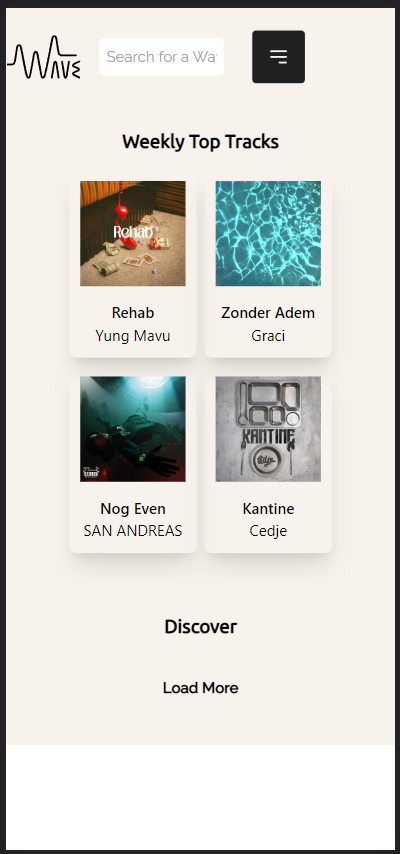 WAVE
Search for a Wa
Weekly Top Tracks
Rehab
Rehab
Yung Mavu
Zonder Adem
Graci
KANTINE
Cedje
Nog Even
SAN ANDREAS
Kantine
Cedje
Discover
Load More